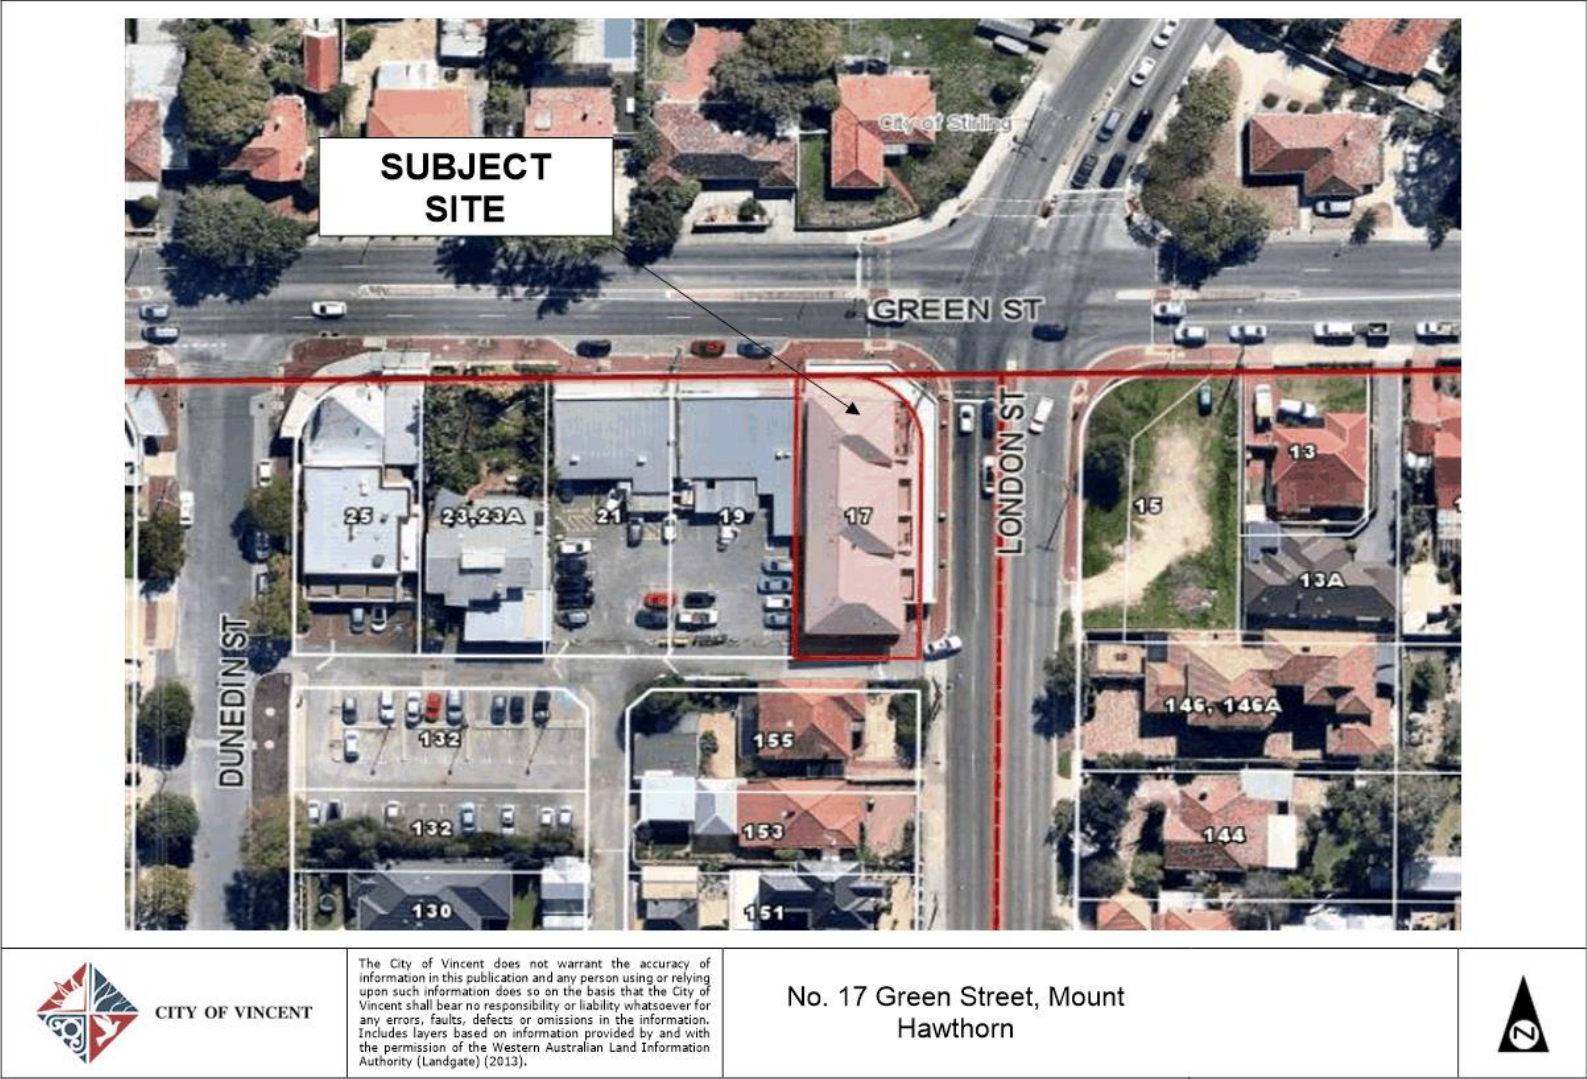 City of Stirling
SUBJECT
SITE
GREEN ST
LONDON ST
DUNEDIN ST
25
23,23A
21
19
17
15
13
13A
132
155
146, 146A
132
153
144
130
151
CITY OF VINCENT
The City of Vincent does not warrant the accuracy of
information in this publication and any person using or relying
upon such information does so on the basis that the City of
Vincent shall bear no responsibility or liability whatsoever for
any errors, faults, defects or omissions in the information.
Includes layers based on information provided by and with
the permission of the Western Australian Land Information
Authority (Landgate) (2013).
No. 17 Green Street, Mount
Hawthorn
N